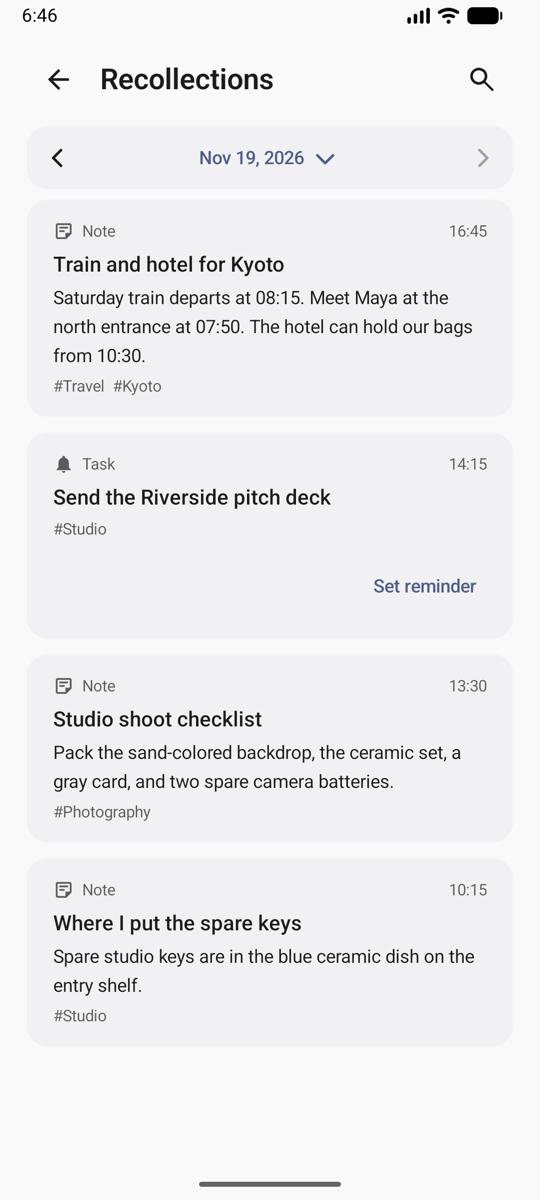 6:46
Recollections
Nov 19, 2026
Note 16:45
Train and hotel for Kyoto
Saturday train departs at 08:15. Meet Maya at the
north entrance at 07:50. The hotel can hold our bags
from 10:30.
#Travel #Kyoto
Task 14:15
Send the Riverside pitch deck
#Studio
Set reminder
Note 13:30
Studio shoot checklist
Pack the sand-colored backdrop, the ceramic set, a
gray card, and two spare camera batteries.
#Photography
Note 10:15
Where I put the spare keys
Spare studio keys are in the blue ceramic dish on the
entry shelf.
#Studio